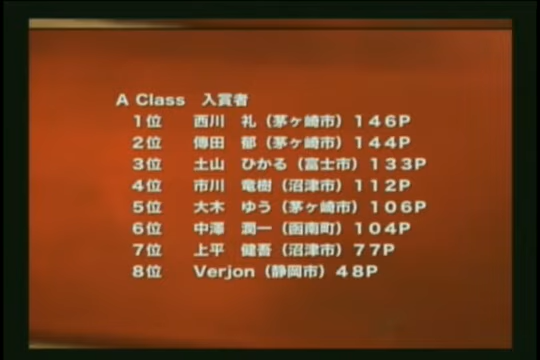 A Class 入賞者
1位 西川 礼（茅ヶ崎市）146P
2位 傳田 郁（茅ヶ崎市）144P
3位 土山 ひかる（富士市）133P
4位 市川 竜樹（沼津市）112P
5位 大木 ゆう（茅ヶ崎市）106P
6位 中澤 潤一（函南町）104P
7位 上平 健吾（沼津市）77P
8位 Verjon（静岡市）48P